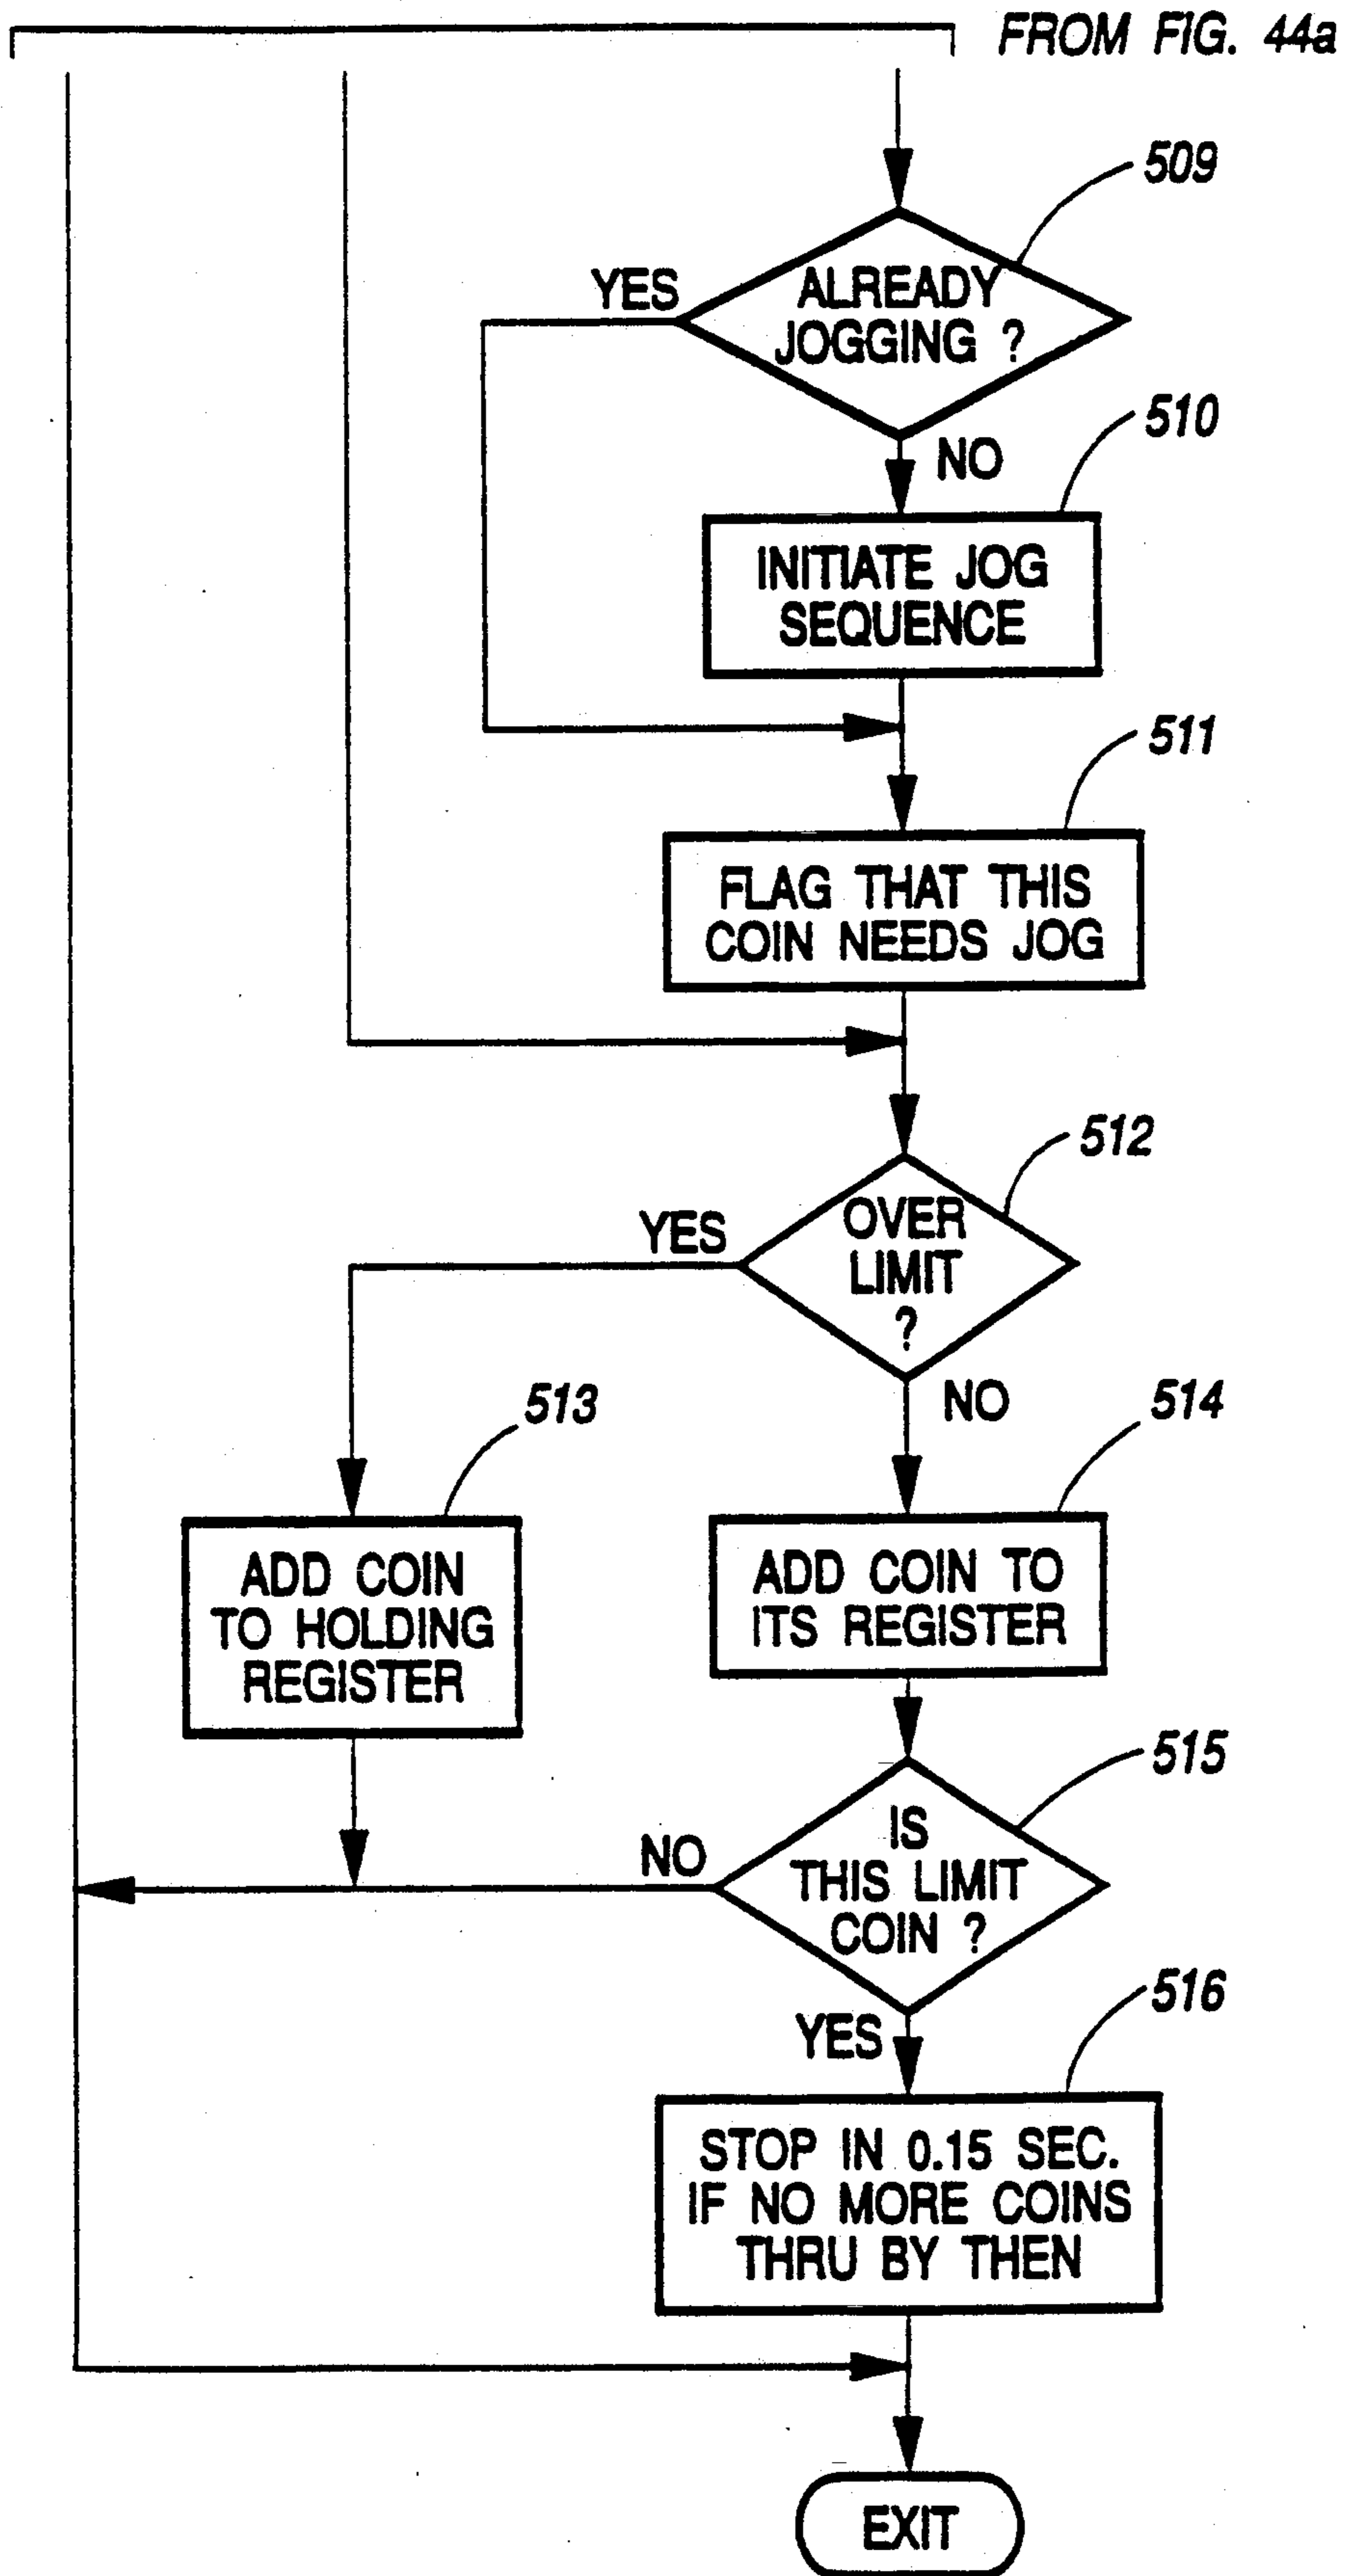 FROM FIG. 44a
509
YES
ALREADY
JOGGING ?
510
NO
INITIATE JOG
SEQUENCE
511
FLAG THAT THIS
COIN NEEDS JOG
512
YES
OVER
LIMIT
?
513
NO
514
ADD COIN
TO HOLDING
REGISTER
ADD COIN TO
ITS REGISTER
515
NO
IS
THIS LIMIT
COIN ?
516
YES
STOP IN 0.15 SEC.
IF NO MORE COINS
THRU BY THEN
EXIT